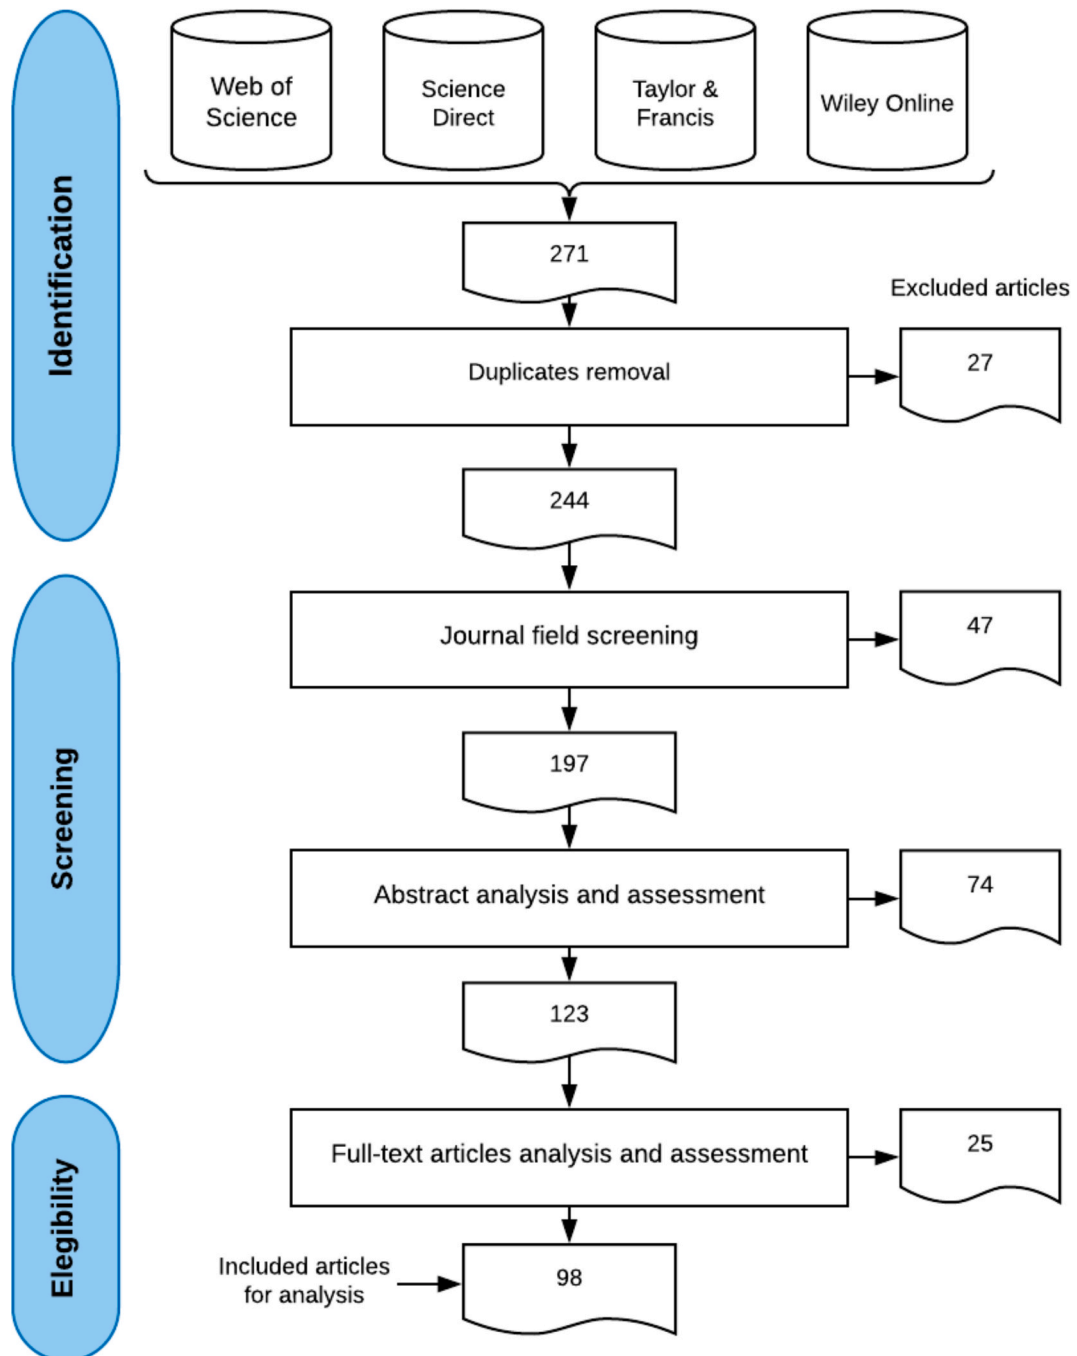 Web of
Science
Science
Direct
Taylor &
Francis
Wiley Online
Identification
271
Excluded articles
Duplicates removal
27
244
Screening
Journal field screening
47
197
Abstract analysis and assessment
74
123
Elegibility
Full-text articles analysis and assessment
25
Included articles
for analysis
98